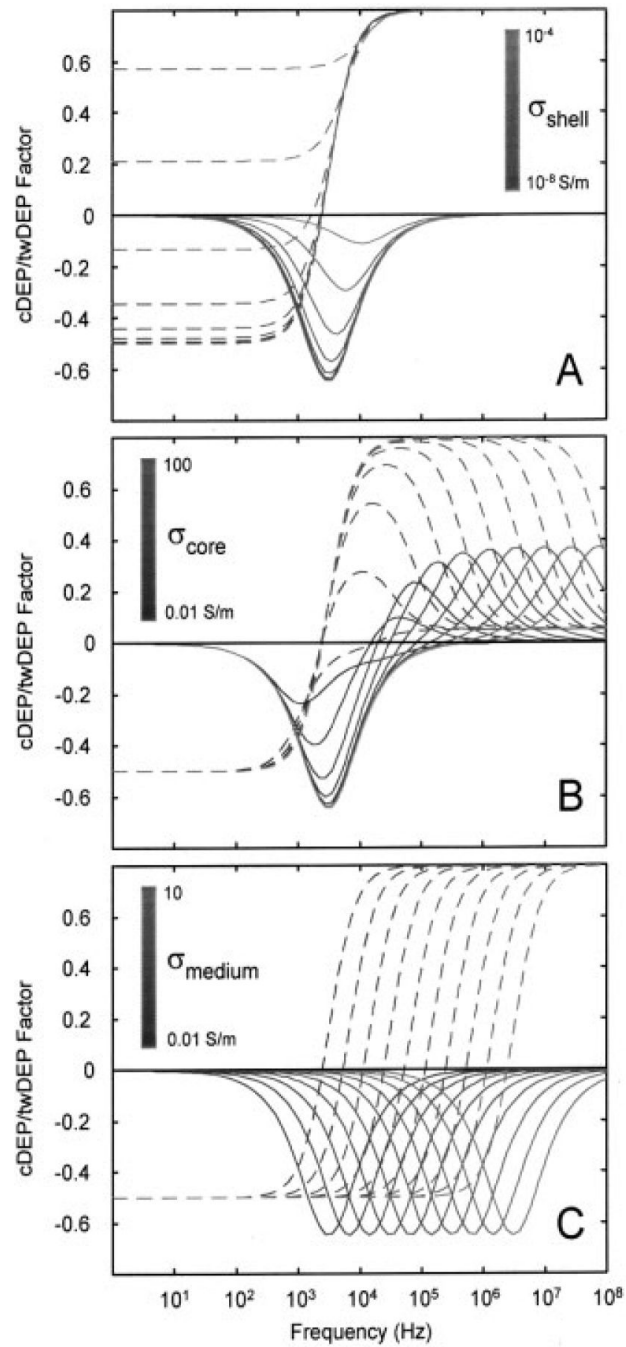 10-4
0.6
0.4
σshell
0.2
10-8 S/m
0
-0.2
-0.4
-0.6
cDEP/twDEP Factor
A
100
0.6
0.4
σcore
0.2
0.01 S/m
0
-0.2
-0.4
-0.6
cDEP/twDEP Factor
B
10
0.6
0.4
σmedium
0.2
0.01 S/m
0
-0.2
-0.4
-0.6
cDEP/twDEP Factor
C
10¹ 10² 10³ 10⁴ 10⁵ 10⁶ 10⁷ 10⁸
Frequency (Hz)